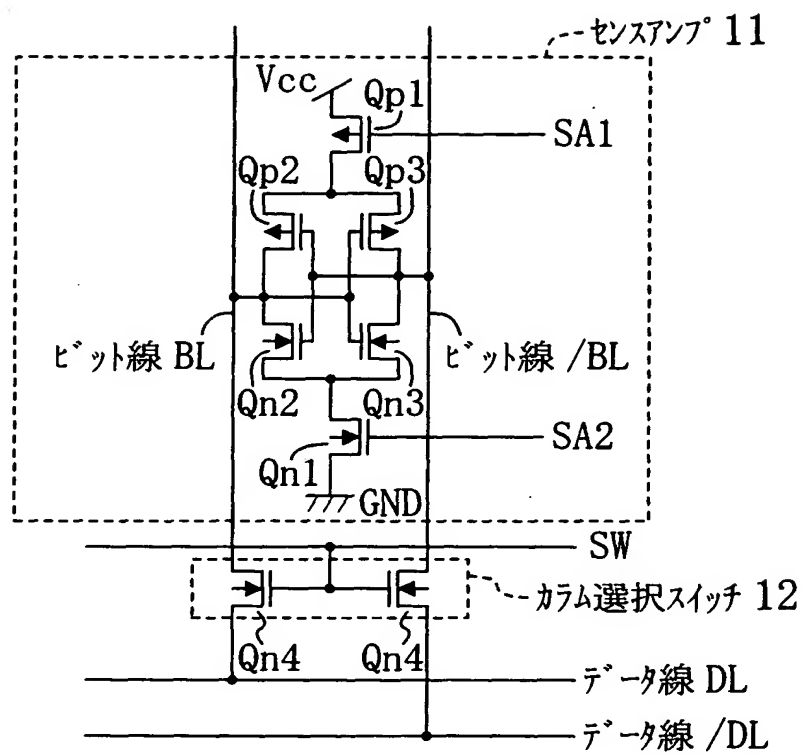 センスアンプ 11
Vcc
Qp1
SA1
Qp2
Qp3
ビット線 BL
ビット線 /BL
Qn2
Qn3
SA2
Qn1
GND
SW
カラム選択スイッチ 12
Qn4
Qn4
データ線 DL
データ線 /DL